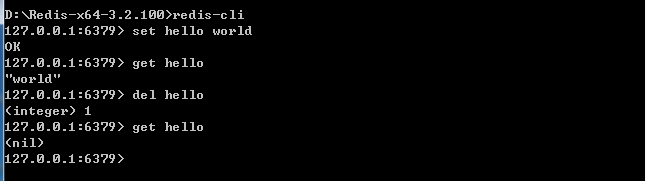 D:\Redis-x64-3.2.100>redis-cli
127.0.0.1:6379> set hello world
OK
127.0.0.1:6379> get hello
"world"
127.0.0.1:6379> del hello
(integer) 1
127.0.0.1:6379> get hello
(nil)
127.0.0.1:6379>